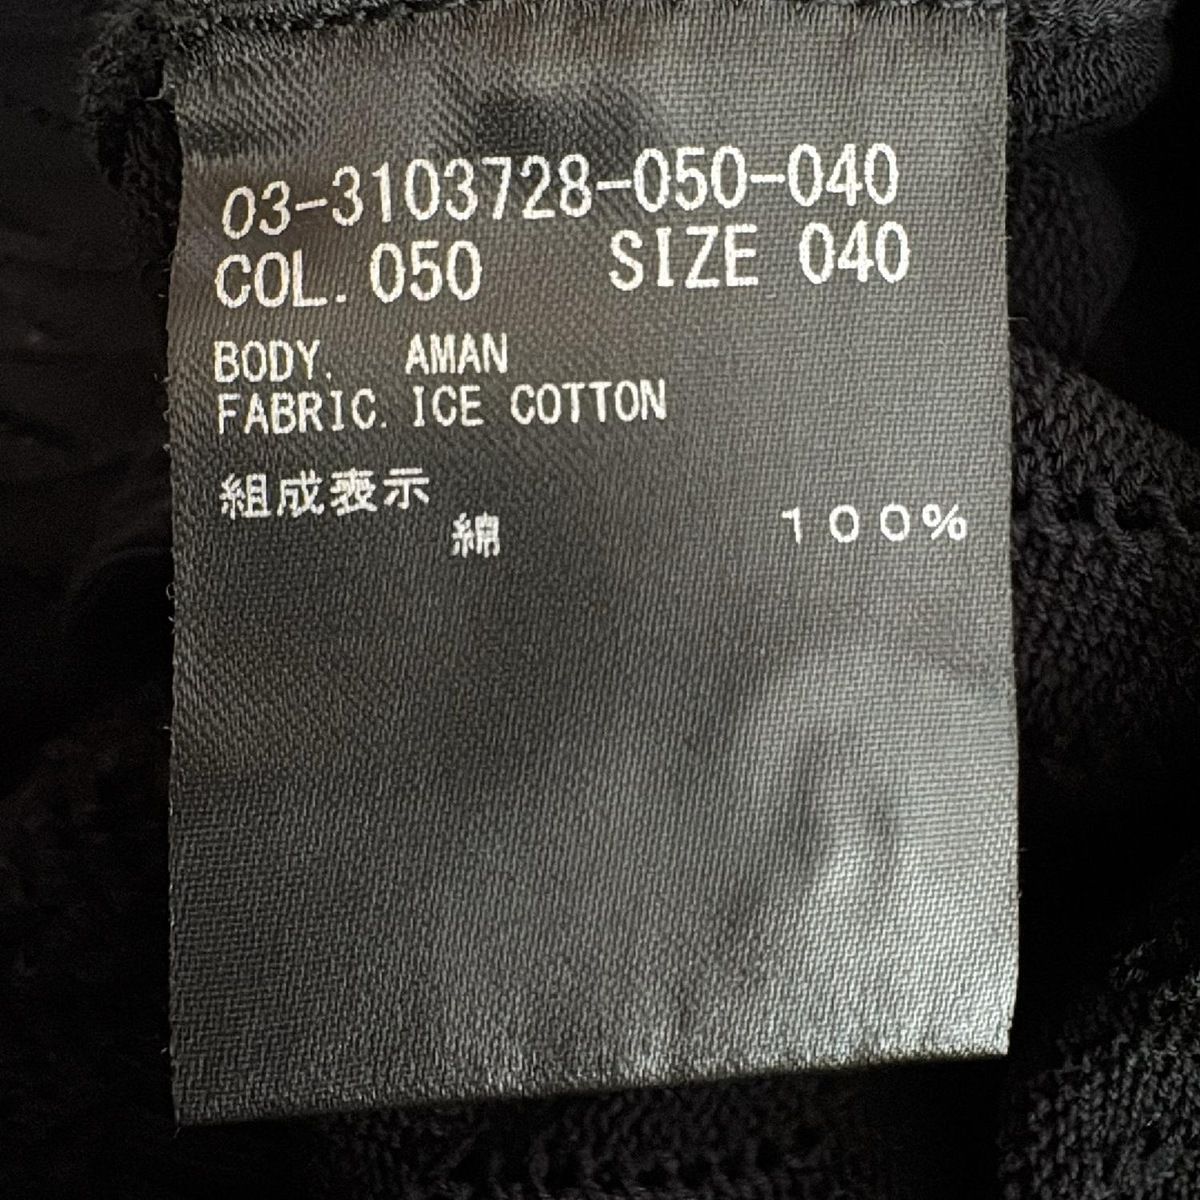 03-3103728-050-040
COL. 050 SIZE 040
BODY. AMAN
FABRIC. ICE COTTON
組成表示
綿 100%